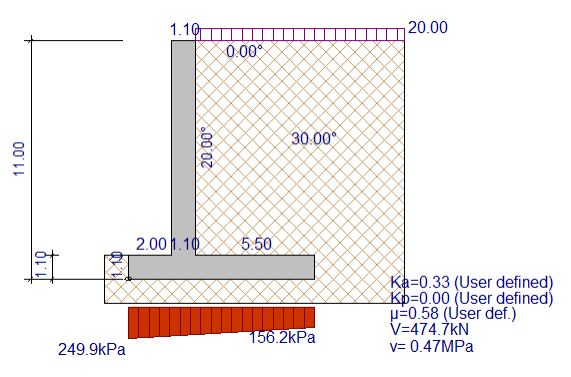 1.10
20.00
0.00°
11.00
20.00°
30.00°
2.00 1.10 5.50
1.10
1.10
Ka=0.33 (User defined)
Kp=0.00 (User defined)
μ=0.58 (User def.)
V=474.7kN
v= 0.47MPa
156.2kPa
249.9kPa